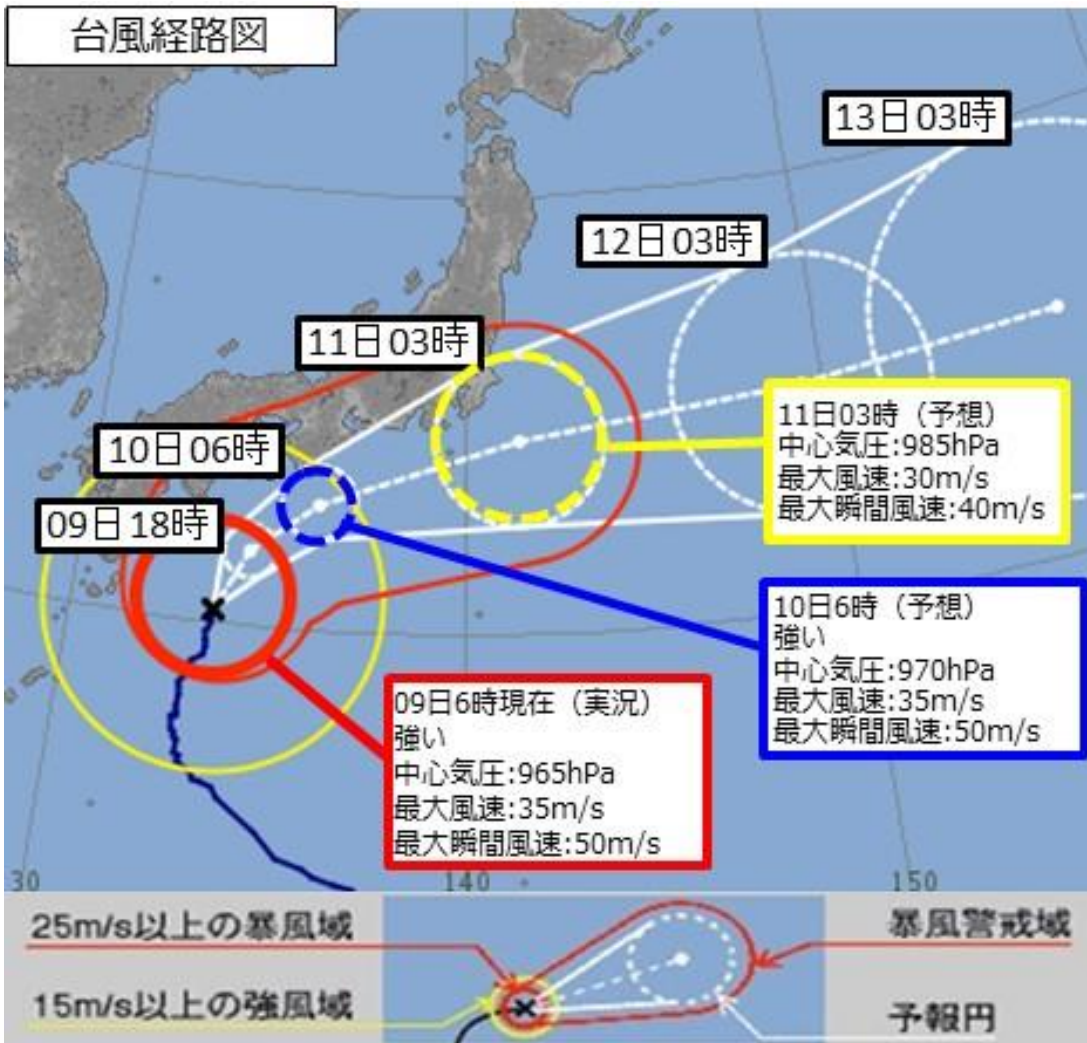 台風経路図
13日03時
12日03時
11日03時
10日06時
09日18時
11日03時（予想）
中心気圧:985hPa
最大風速:30m/s
最大瞬間風速:40m/s
10日6時（予想）
強い
中心気圧:970hPa
最大風速:35m/s
最大瞬間風速:50m/s
09日6時現在（実況）
強い
中心気圧:965hPa
最大風速:35m/s
最大瞬間風速:50m/s
30 140 150
25m/s以上の暴風域
暴風警戒域
15m/s以上の強風域
予報円